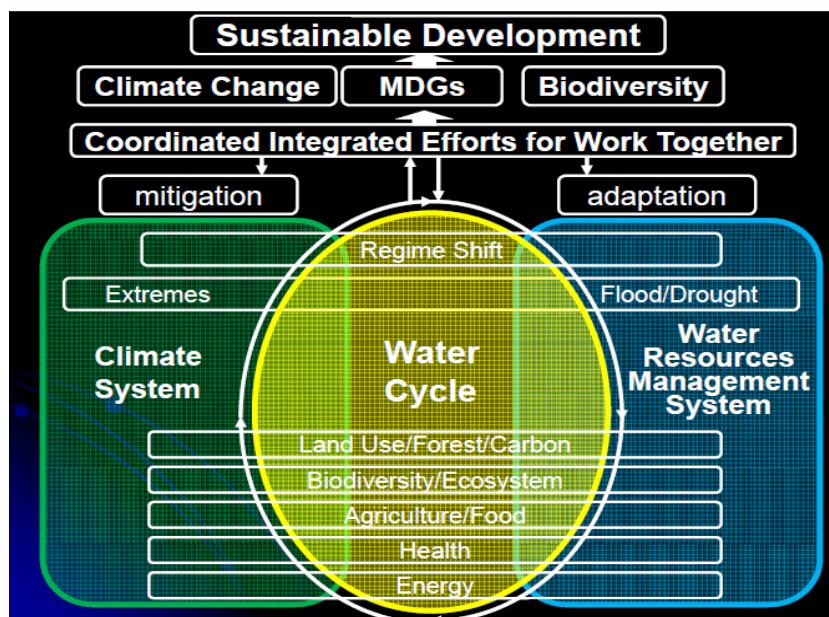 Sustainable Development
Climate Change MDGs Biodiversity
Coordinated Integrated Efforts for Work Together
mitigation adaptation
Regime Shift
Extremes Flood/Drought
Climate
System
Water
Cycle
Water
Resources
Management
System
Land Use/Forest/Carbon
Biodiversity/Ecosystem
Agriculture/Food
Health
Energy